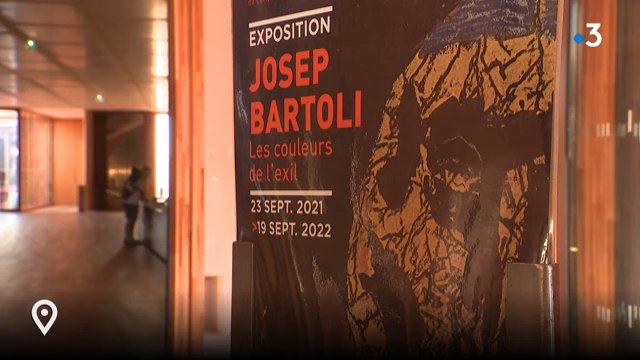 EXPOSITION
JOSEP
BARTOLI
Les couleurs
de l'exil
23 SEPT. 2021
>19 SEPT. 2022
3